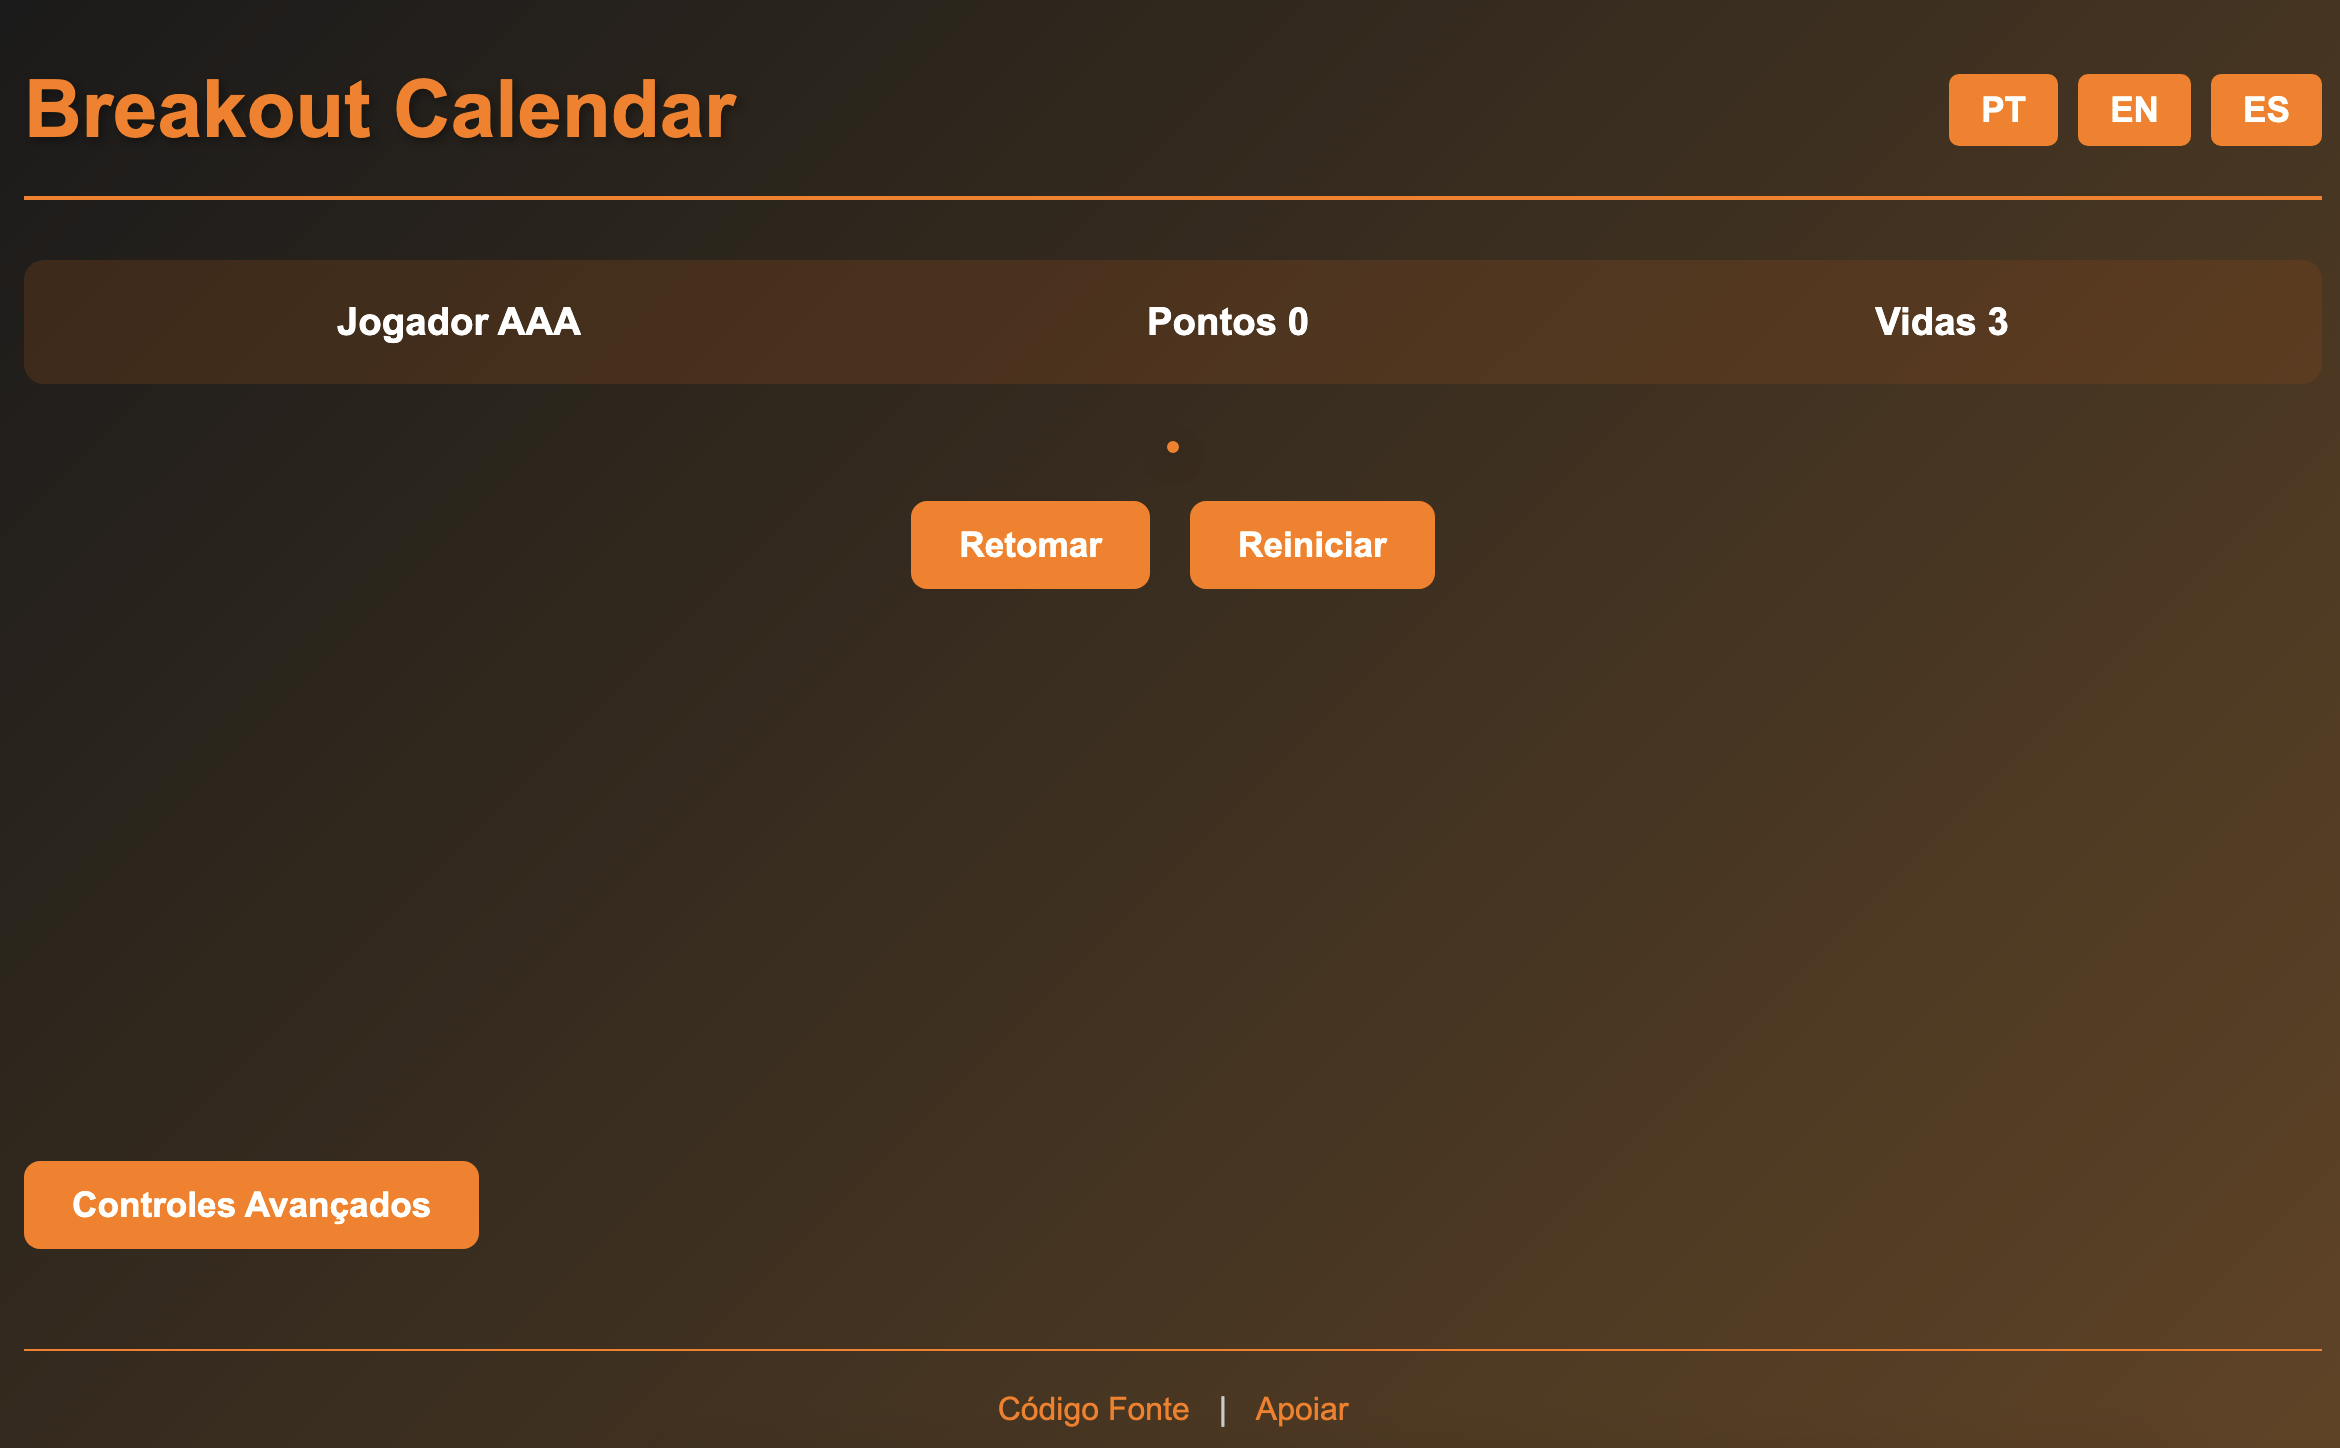 Breakout Calendar
PT EN ES
Jogador AAA Pontos 0 Vidas 3
Retomar Reiniciar
Controles Avançados
Código Fonte | Apoiar